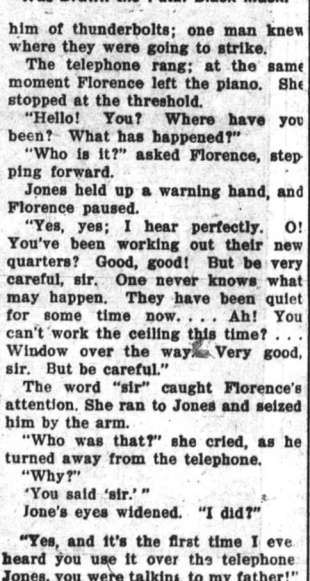 him of thunderbolts; one man knew
where they were going to strike.
The telephone rang; at the same
moment Florence left the piano. She
stopped at the threshold.
"Hello! You? Where have you
been? What has happened?"
"Who is it?" asked Florence, step-
ping forward.
Jones held up a warning hand, and
Florence paused.
"Yes, yes; I hear perfectly. O!
You've been working out their new
quarters? Good, good! But be very
careful, sir. One never knows what
may happen. They have been quiet
for some time now.... Ah! You
can't work the ceiling this time? ...
Window over the way. Very good,
sir. But be careful."
The word "sir" caught Florence's
attention. She ran to Jones and seized
him by the arm.
"Who was that?" she cried, as he
turned away from the telephone.
"Why?"
'You said 'sir.' "
Jone's eyes widened. "I did?"
"Yes, and it's the first time I eve
heard you use it over the telephone
Jones, you were talking to my father!"